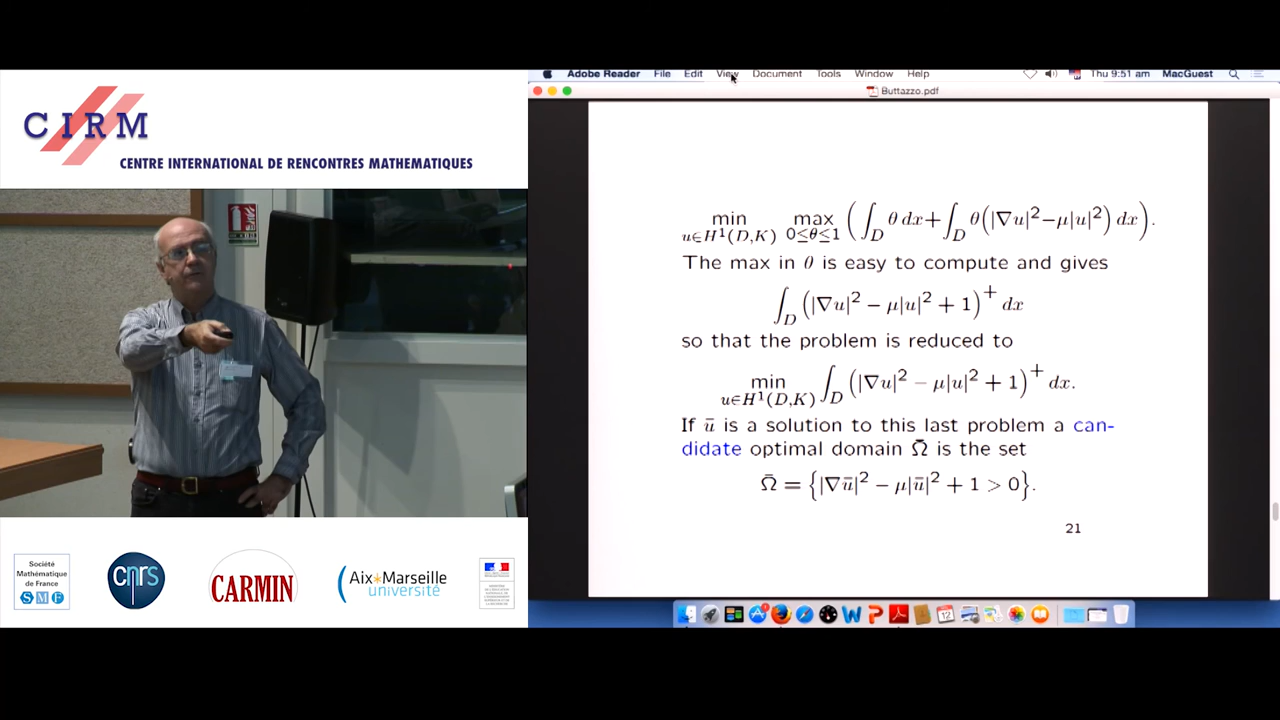 CIRM
CENTRE INTERNATIONAL DE RENCONTRES MATHEMATIQUES
Adobe Reader File Edit View Document Tools Window Help Thu 9:51 am MacGuest
Buttazzo.pdf
min_{u∈H¹(D,K)} max_{0≤θ≤1} (∫_D θ dx+∫_D θ(|∇u|²−μ|u|²) dx).
The max in θ is easy to compute and gives
∫_D (|∇u|² − μ|u|² + 1)⁺ dx
so that the problem is reduced to
min_{u∈H¹(D,K)} ∫_D (|∇u|² − μ|u|² + 1)⁺ dx.
If ū is a solution to this last problem a can-
didate optimal domain Ω̄ is the set
Ω̄ = {|∇ū|² − μ|ū|² + 1 > 0}.
21
Société
Mathématique
de France
SMF
cnrs
CARMIN
Aix*Marseille
université